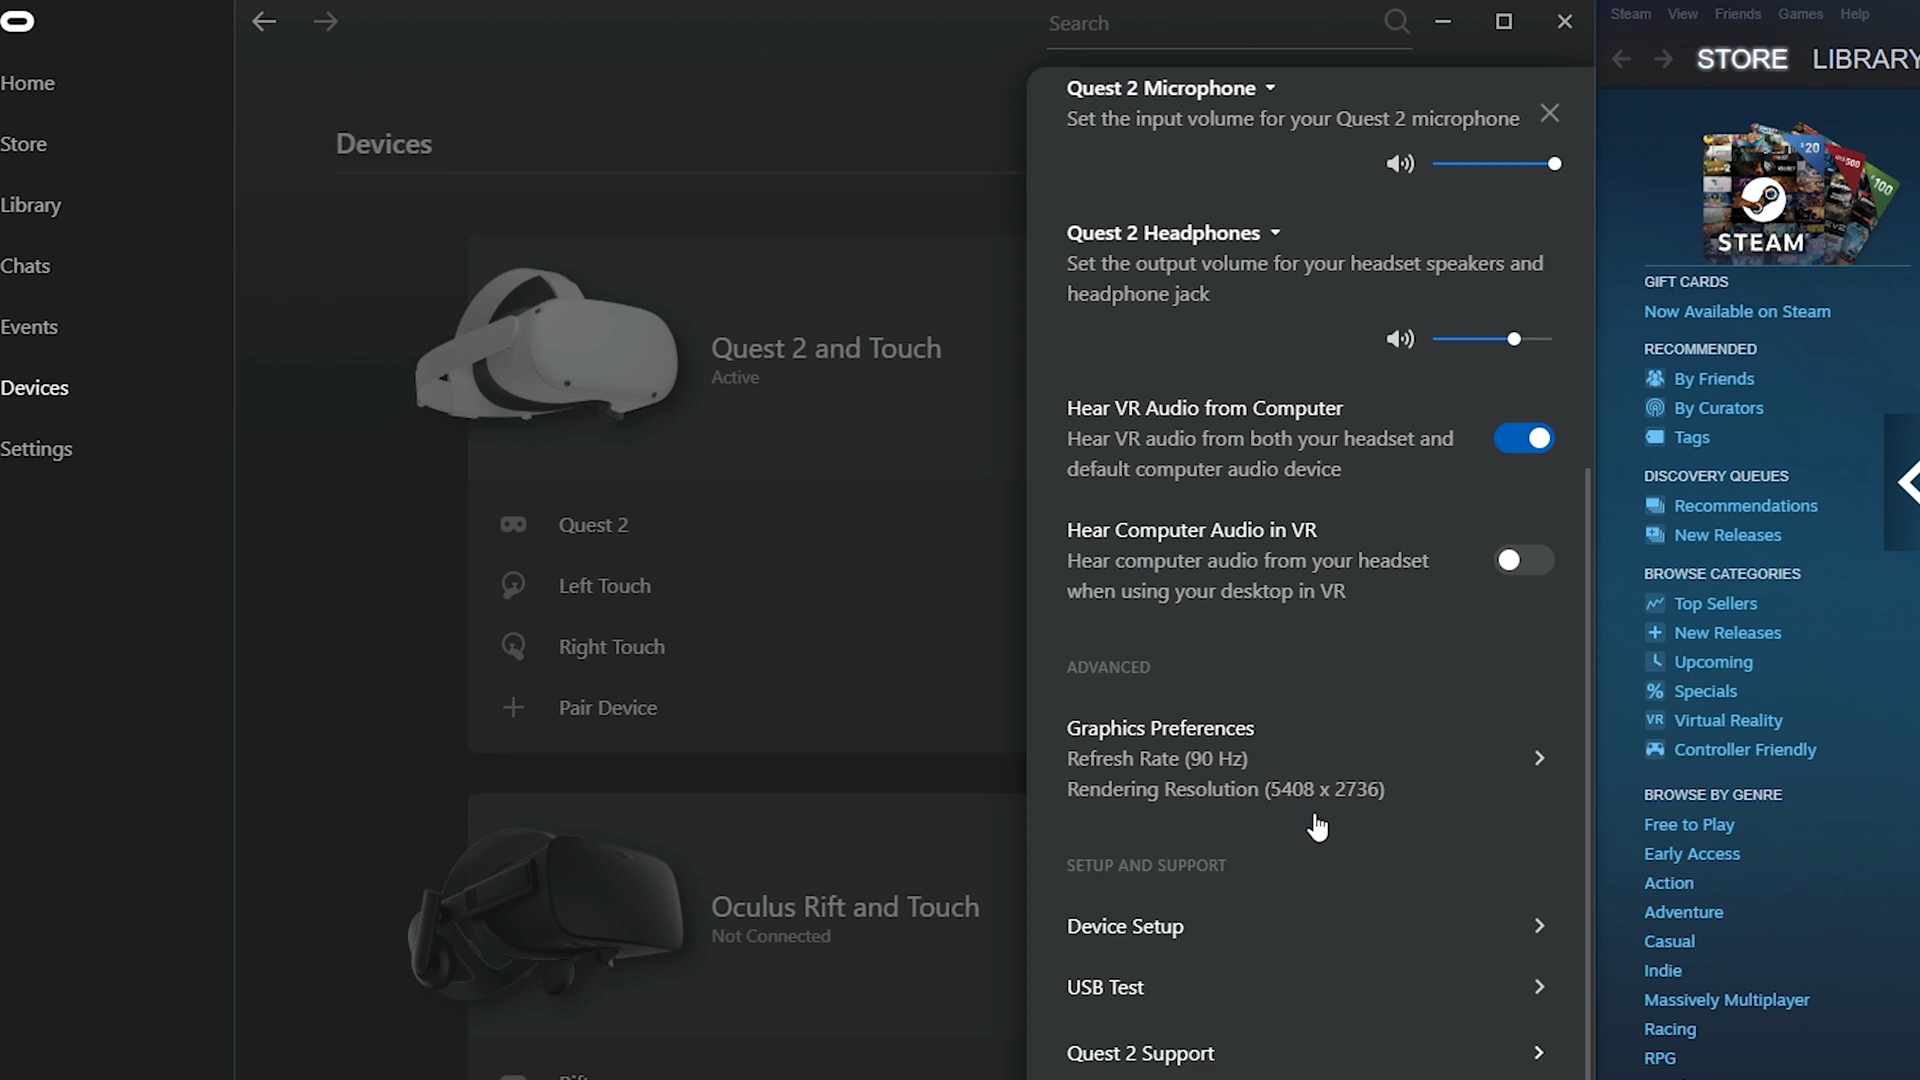 Home
Store
Library
Chats
Events
Devices
Settings
Search
Devices
Quest 2 and Touch
Active
Quest 2
Left Touch
Right Touch
Pair Device
Oculus Rift and Touch
Not Connected
Quest 2 Microphone
Set the input volume for your Quest 2 microphone
Quest 2 Headphones
Set the output volume for your headset speakers and
headphone jack
Hear VR Audio from Computer
Hear VR audio from both your headset and
default computer audio device
Hear Computer Audio in VR
Hear computer audio from your headset
when using your desktop in VR
ADVANCED
Graphics Preferences
Refresh Rate (90 Hz)
Rendering Resolution (5408 x 2736)
SETUP AND SUPPORT
Device Setup
USB Test
Quest 2 Support
Steam View Friends Games Help
STORE LIBRARY
$20
$100
STEAM
GIFT CARDS
Now Available on Steam
RECOMMENDED
By Friends
By Curators
Tags
DISCOVERY QUEUES
Recommendations
New Releases
BROWSE CATEGORIES
Top Sellers
New Releases
Upcoming
% Specials
VR Virtual Reality
Controller Friendly
BROWSE BY GENRE
Free to Play
Early Access
Action
Adventure
Casual
Indie
Massively Multiplayer
Racing
RPG